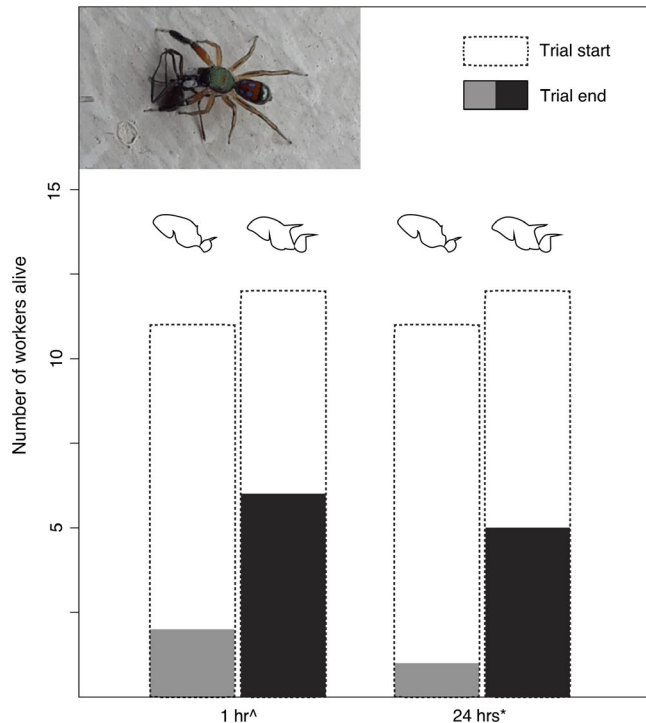 Trial start
Trial end
15
10
5
Number of workers alive
1 hr^
24 hrs*